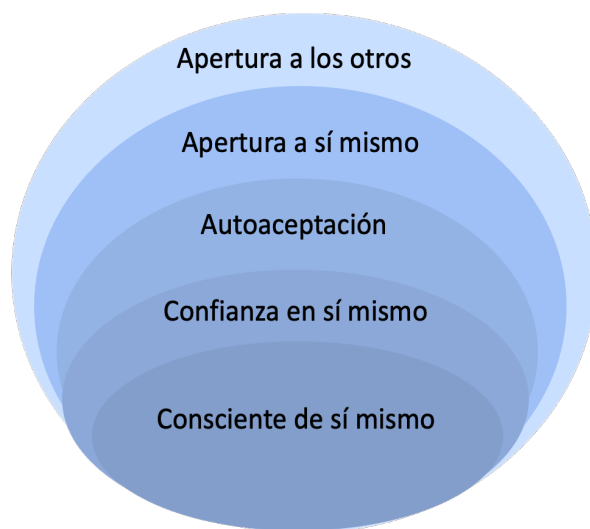 Apertura a los otros
Apertura a sí mismo
Autoaceptación
Confianza en sí mismo
Consciente de sí mismo